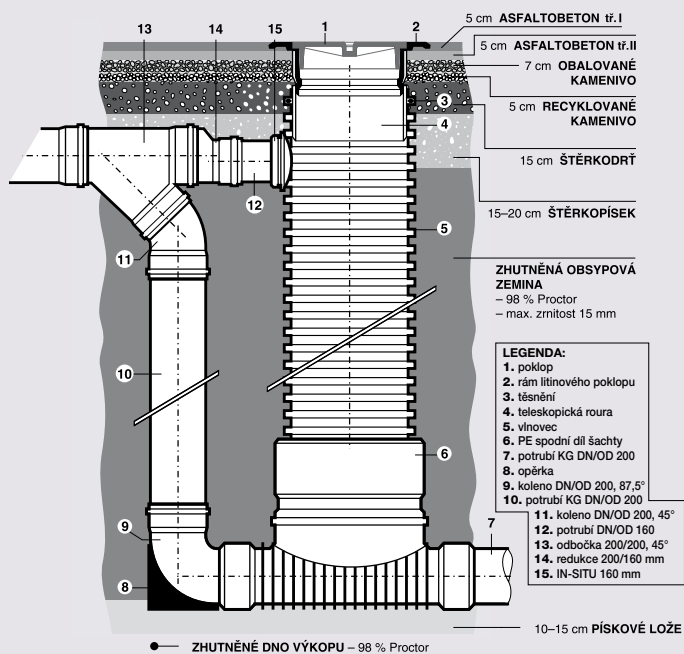 13
14
15
1
2
5 cm ASFALTOBETON tř.I
5 cm ASFALTOBETON tř.II
7 cm OBALOVANÉ
KAMENIVO
3
5 cm RECYKLOVANÉ
KAMENIVO
4
15 cm ŠTĚRKODRŤ
12
15–20 cm ŠTĚRKOPÍSEK
5
11
ZHUTNĚNÁ OBSYPOVÁ
ZEMINA
– 98 % Proctor
– max. zrnitost 15 mm
10
LEGENDA:
1. poklop
2. rám litinového poklopu
3. těsnění
4. teleskopická roura
5. vlnovec
6. PE spodní díl šachty
7. potrubí KG DN/OD 200
8. opěrka
9. koleno DN/OD 200, 87,5°
10. potrubí KG DN/OD 200
11. koleno DN/OD 200, 45°
12. potrubí DN/OD 160
13. odbočka 200/200, 45°
14. redukce 200/160 mm
15. IN-SITU 160 mm
6
9
7
8
10–15 cm PÍSKOVÉ LOŽE
ZHUTNĚNÉ DNO VÝKOPU – 98 % Proctor